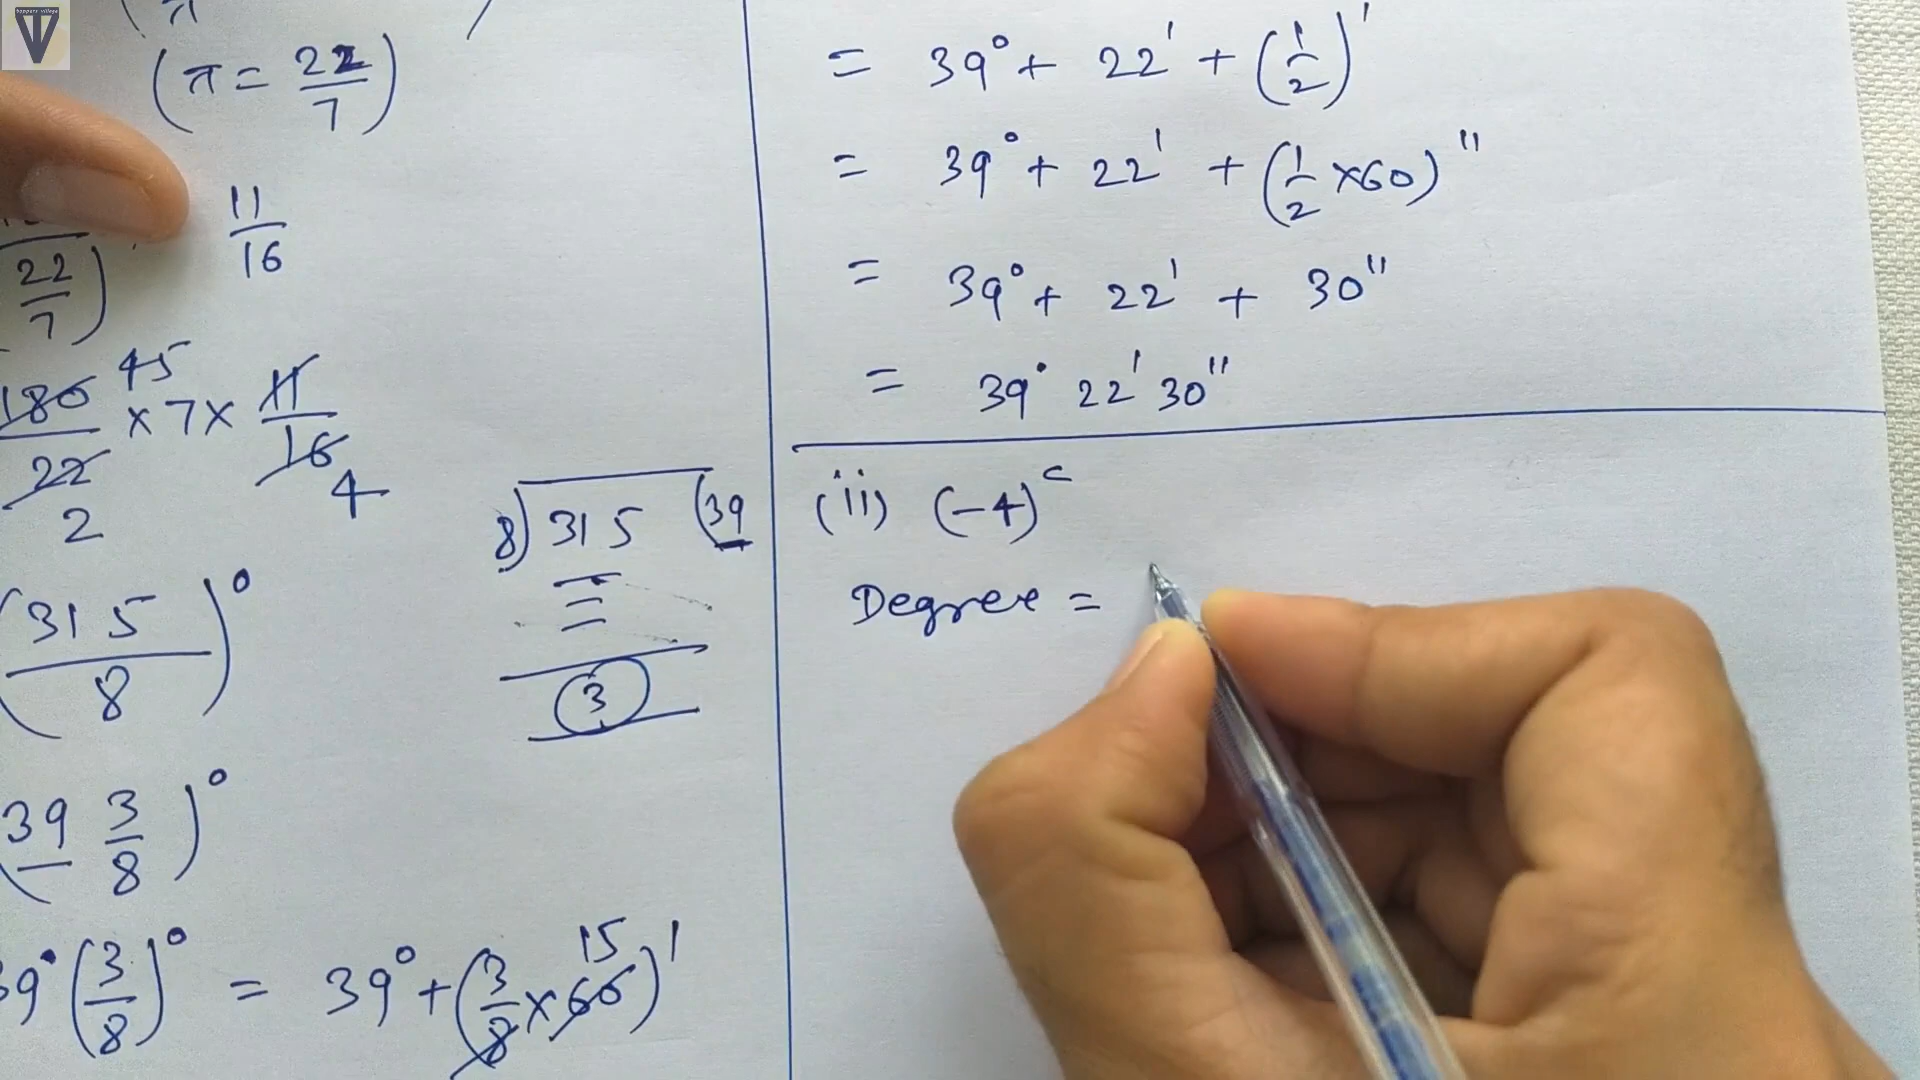 (π
(π = 22/7)
11/16
22/7)
180/22 45 2 × 7 × 11/16 4
8) 315 (39
3
(315/8)°
(39 3/8)°
39° (3/8)° = 39° + (3/8 × 60)' 15
= 39° + 22' + (1/2)'
= 39° + 22' + (1/2 × 60)"
= 39° + 22' + 30"
= 39° 22' 30"
(ii) (-4)ᶜ
Degree =